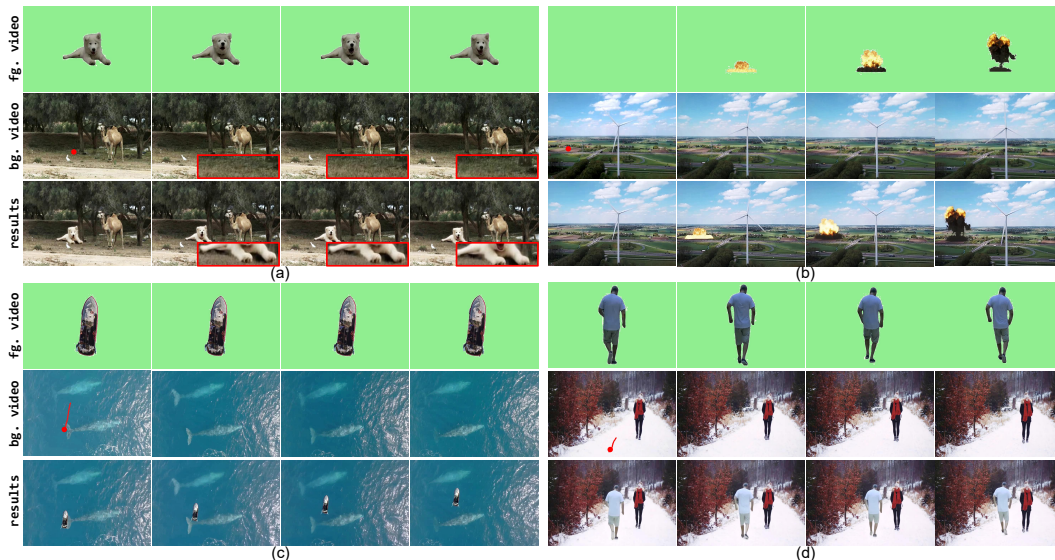 fg. video
bg. video
results
(a)
(b)
fg. video
bg. video
results
(c)
(d)